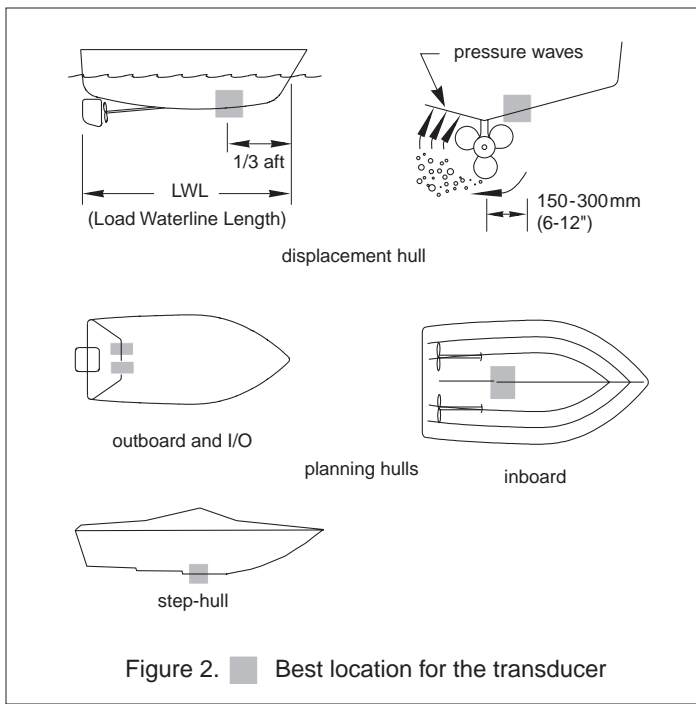 pressure waves
1/3 aft
LWL
(Load Waterline Length)
150-300mm
(6-12")
displacement hull
outboard and I/O
planning hulls
inboard
step-hull
Figure 2. Best location for the transducer